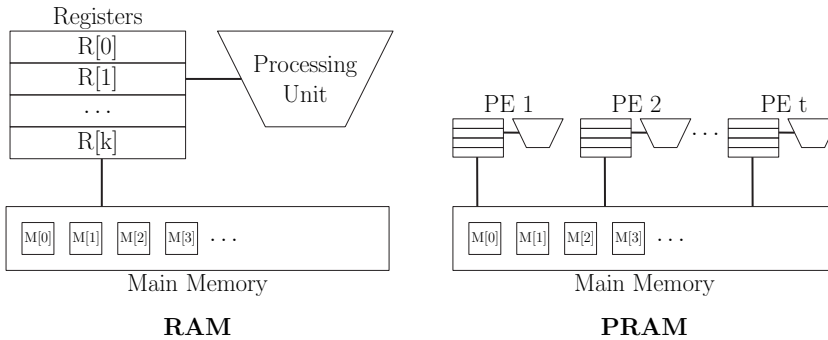 Registers
R[0]
R[1]
...
R[k]
Processing
Unit
M[0] M[1] M[2] M[3] ...
Main Memory
RAM
PE 1 PE 2 ... PE t
M[0] M[1] M[2] M[3] ...
Main Memory
PRAM